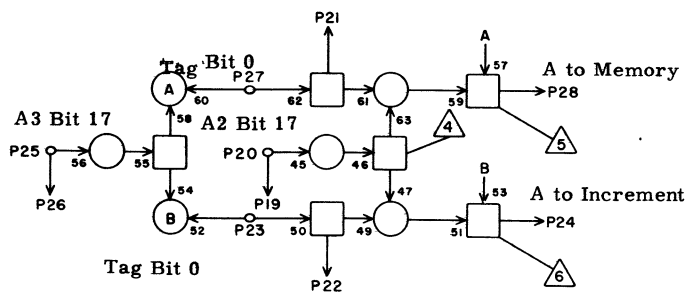 P21
Tag Bit 0
P27
A
A
57
A to Memory
60
62
61
59
P28
58
63
A3 Bit 17
A2 Bit 17
4
5
P25
56
55
P20
45
46
B
A to Increment
54
47
53
P26
P19
B
52
P23
50
49
51
P24
Tag Bit 0
P22
6